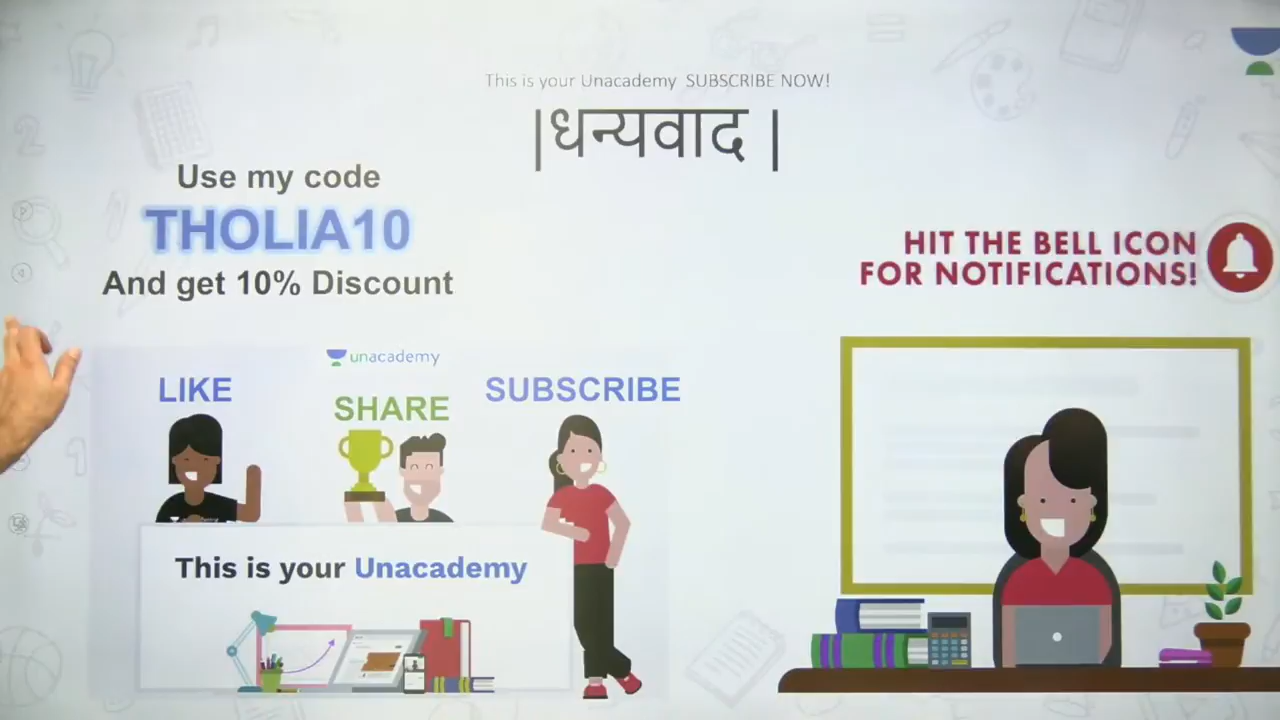 This is your Unacademy SUBSCRIBE NOW!
|धन्यवाद |
Use my code
THOLIA10
And get 10% Discount
HIT THE BELL ICON
FOR NOTIFICATIONS!
unacademy
LIKE
SHARE
SUBSCRIBE
This is your Unacademy